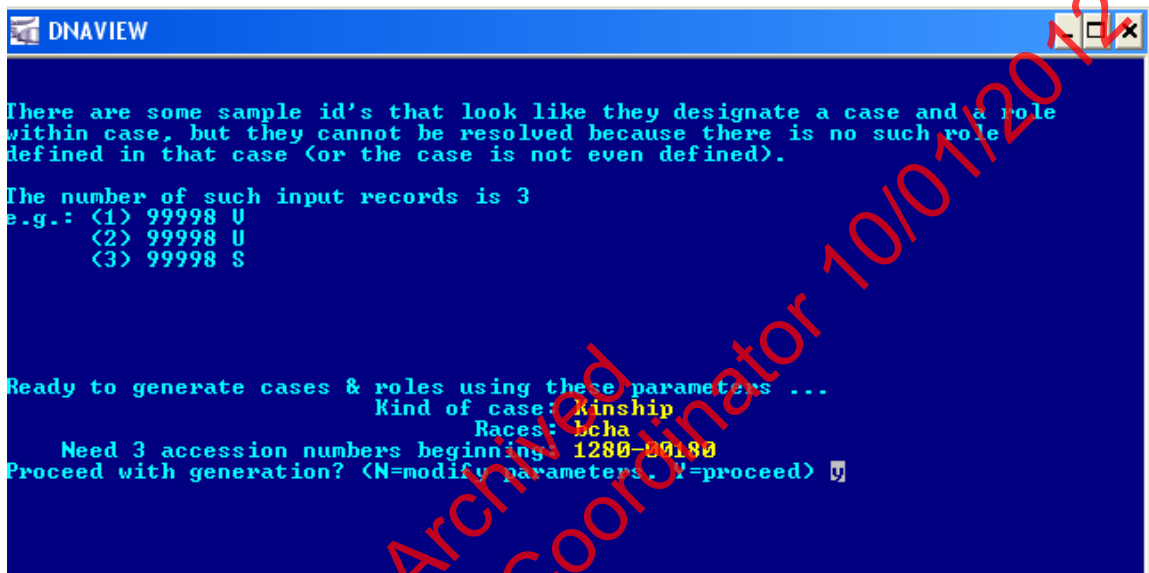 DNAVIEW
There are some sample id's that look like they designate a case and a role
within case, but they cannot be resolved because there is no such role
defined in that case (or the case is not even defined).
The number of such input records is 3
e.g.: (1) 99998 V
(2) 99998 U
(3) 99998 S
Ready to generate cases & roles using these parameters ...
Kind of case: Kinship
Races: bcha
Need 3 accession numbers beginning: 1280-00180
Proceed with generation? (N=modify parameters. Y=proceed) y
Archived
Coordinator 10/01/2012